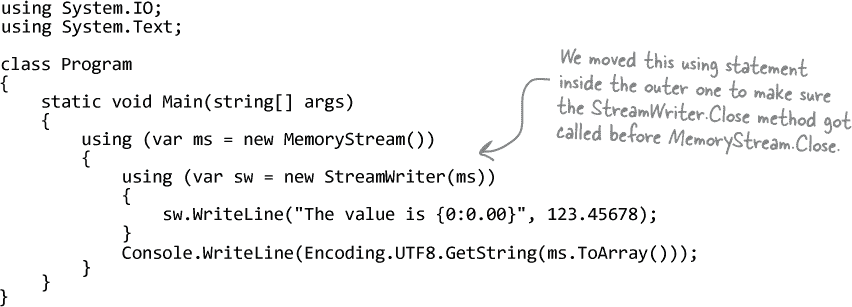 using System.IO;
using System.Text;
class Program
{
    static void Main(string[] args)
    {
        using (var ms = new MemoryStream())
        {
            using (var sw = new StreamWriter(ms))
            {
                sw.WriteLine("The value is {0:0.00}", 123.45678);
            }
            Console.WriteLine(Encoding.UTF8.GetString(ms.ToArray()));
        }
    }
}
We moved this using statement
inside the outer one to make sure
the StreamWriter.Close method got
called before MemoryStream.Close.